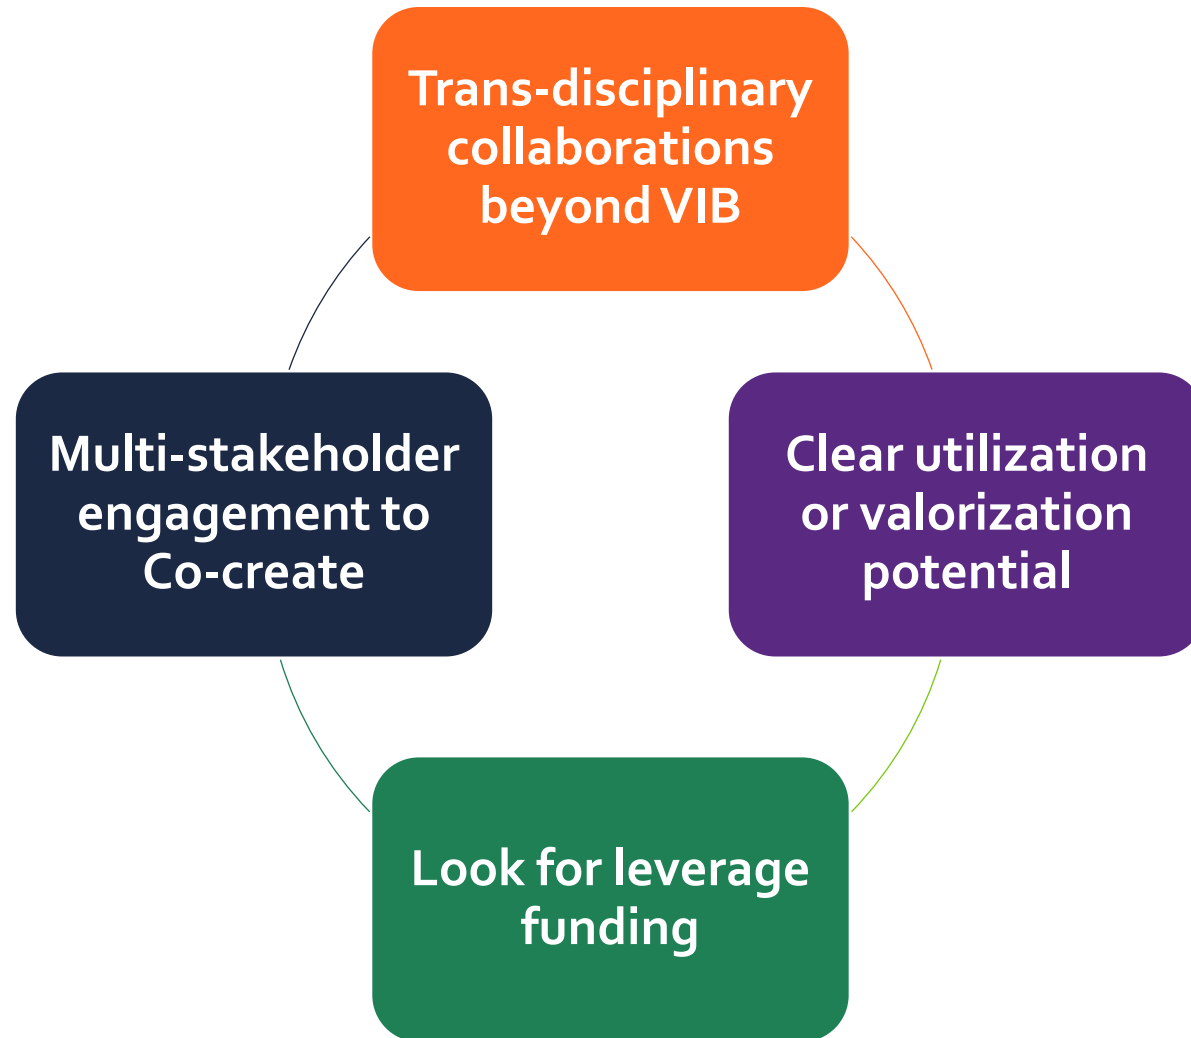 Trans-disciplinary
collaborations
beyond VIB
Multi-stakeholder
engagement to
Co-create
Clear utilization
or valorization
potential
Look for leverage
funding